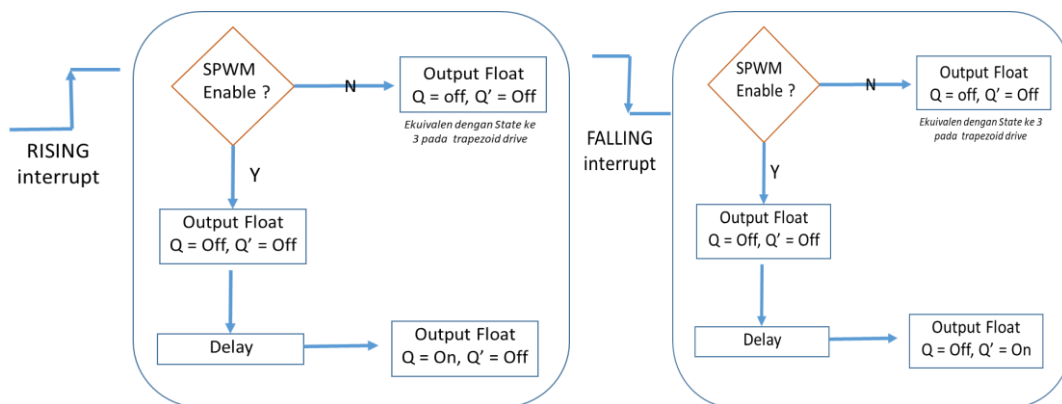 RISING
interrupt
SPWM
Enable ?
N
Output Float
Q = off, Q' = Off
Ekuivalen dengan State ke
3 pada trapezoid drive
Y
Output Float
Q = Off, Q' = Off
Delay
Output Float
Q = On, Q' = Off
FALLING
interrupt
SPWM
Enable ?
N
Output Float
Q = off, Q' = Off
Ekuivalen dengan State ke 3
pada trapezoid drive
Y
Output Float
Q = Off, Q' = Off
Delay
Output Float
Q = Off, Q' = On